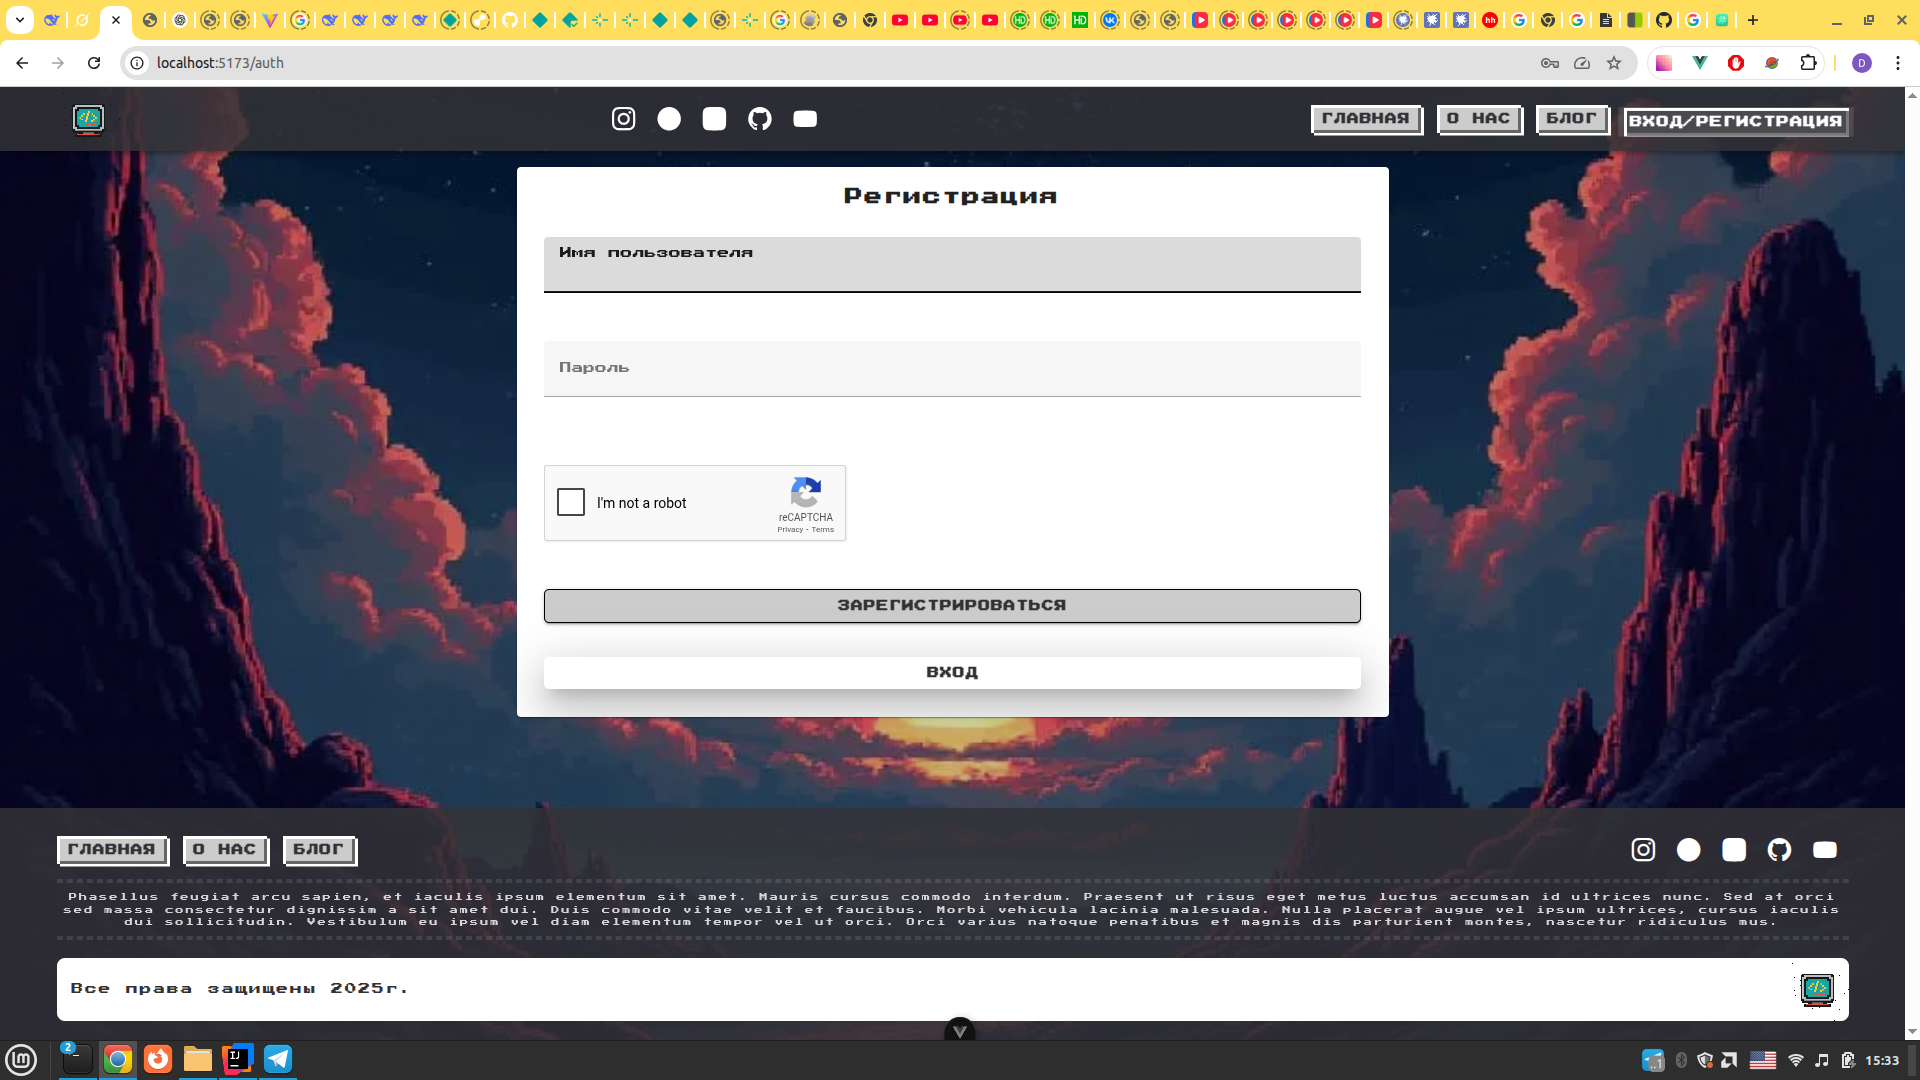 localhost:5173/auth
D
ГЛАВНАЯ
О НАС
БЛОГ
ВХОД/РЕГИСТРАЦИЯ
Регистрация
Имя пользователя
Пароль
I'm not a robot
reCAPTCHA
Privacy - Terms
ЗАРЕГИСТРИРОВАТЬСЯ
ВХОД
ГЛАВНАЯ
О НАС
БЛОГ
Phasellus feugiat arcu sapien, et iaculis ipsum elementum sit amet. Mauris cursus commodo interdum. Praesent ut risus eget metus luctus accumsan id ultrices nunc. Sed at orci
sed massa consectetur dignissim a sit amet dui. Duis commodo vitae velit et faucibus. Morbi vehicula lacinia malesuada. Nulla placerat augue vel ipsum ultrices, cursus iaculis
dui sollicitudin. Vestibulum eu ipsum vel diam elementum tempor vel ut orci. Orci varius natoque penatibus et magnis dis parturient montes, nascetur ridiculus mus.
Все права защищены 2025г.
2
15:33